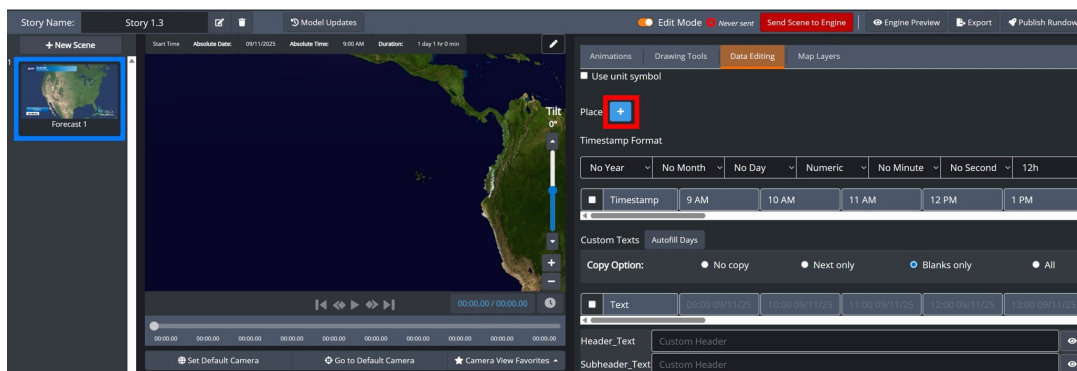 Story Name:
Story 1.3
Model Updates
Edit Mode
Never sent
Send Scene to Engine
Engine Preview
Export
Publish Rundow
+ New Scene
1
Forecast 1
Start Time
Absolute Date:
09/11/2025
Absolute Time:
9:00 AM
Duration:
1 day 1 hr 0 min
Tilt
0°
00:00.00 / 00:00.00
00:00.00 00:00.00 00:00.00 00:00.00 00:00.00 00:00.00 00:00.00 00:00.00 00:00.00
Set Default Camera
Go to Default Camera
Camera View Favorites
Animations
Drawing Tools
Data Editing
Map Layers
Use unit symbol
Place +
Timestamp Format
No Year No Month No Day Numeric No Minute No Second 12h
Timestamp 9 AM 10 AM 11 AM 12 PM 1 PM
Custom Texts Autofill Days
Copy Option: No copy Next only Blanks only All
Text 09:00 09/11/25 10:00 09/11/25 11:00 09/11/25 12:00 09/11/25 13:00 09/11/25
Header_Text Custom Header
Subheader_Text Custom Header